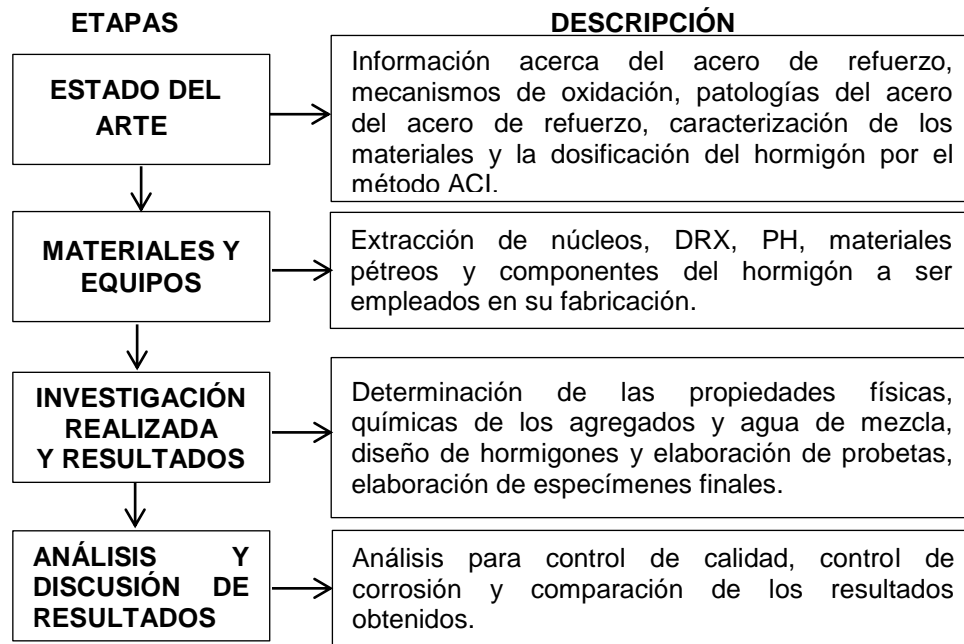 ETAPAS
DESCRIPCIÓN
ESTADO DEL
ARTE
Información acerca del acero de refuerzo,
mecanismos de oxidación, patologías del acero
del acero de refuerzo, caracterización de los
materiales y la dosificación del hormigón por el
método ACI.
MATERIALES Y
EQUIPOS
Extracción de núcleos, DRX, PH, materiales
pétreos y componentes del hormigón a ser
empleados en su fabricación.
INVESTIGACIÓN
REALIZADA
Y RESULTADOS
Determinación de las propiedades físicas,
químicas de los agregados y agua de mezcla,
diseño de hormigones y elaboración de probetas,
elaboración de especímenes finales.
ANÁLISIS Y
DISCUSIÓN DE
RESULTADOS
Análisis para control de calidad, control de
corrosión y comparación de los resultados
obtenidos.